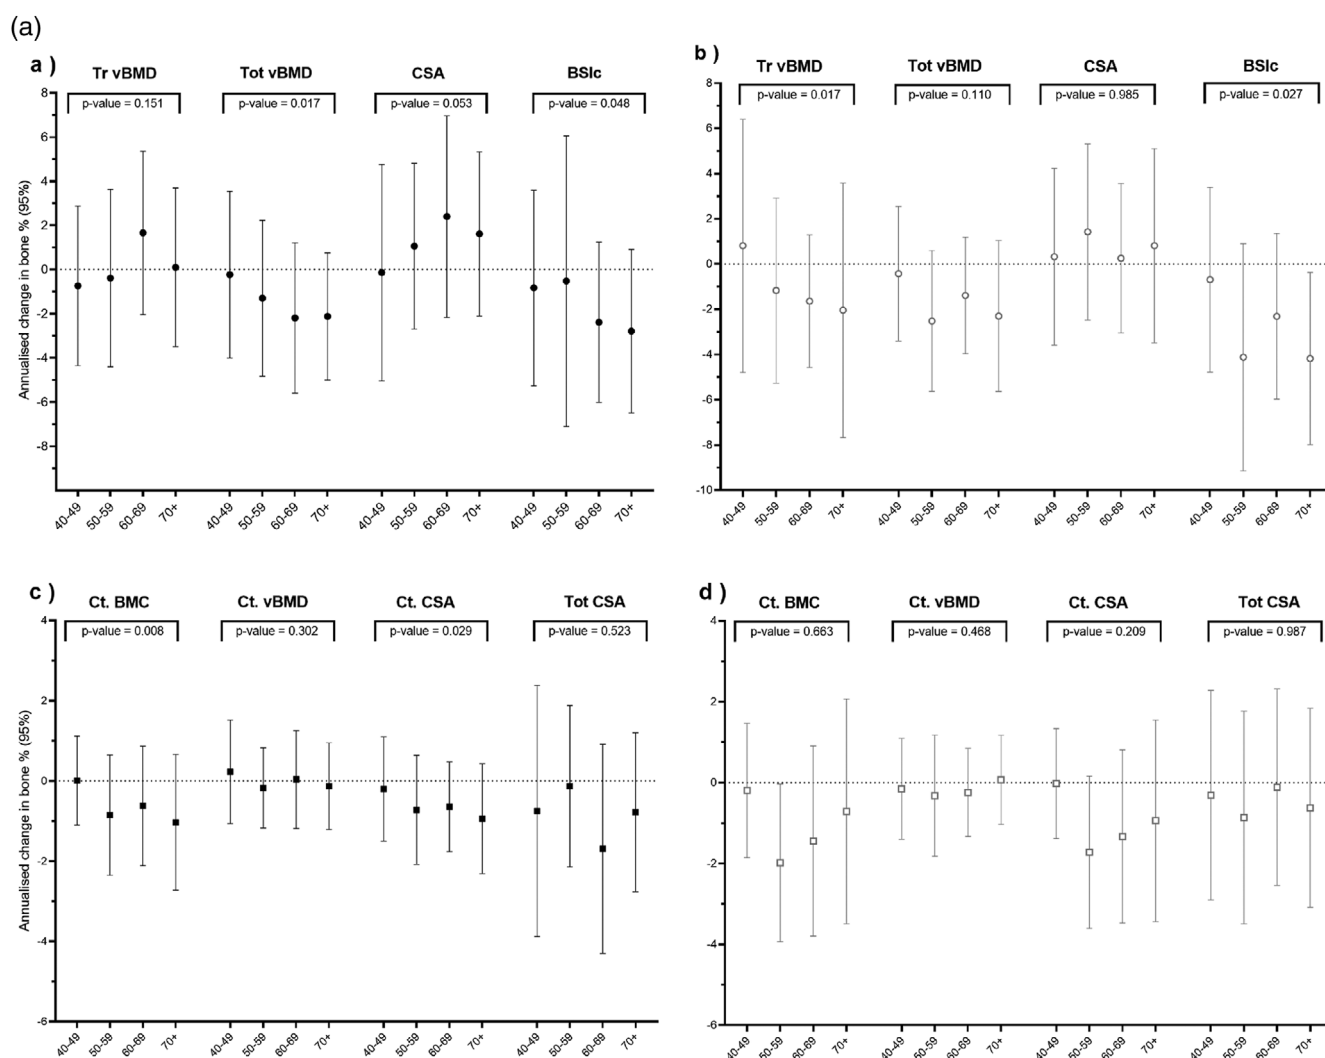 (a)
a )
Tr vBMD Tot vBMD CSA BSIc
p-value = 0.151 p-value = 0.017 p-value = 0.053 p-value = 0.048
Annualised change in bone % (95%)
8
6
4
2
0
-2
-4
-6
-8
40-49 50-59 60-69 70+ 40-49 50-59 60-69 70+ 40-49 50-59 60-69 70+ 40-49 50-59 60-69 70+
b )
Tr vBMD Tot vBMD CSA BSIc
p-value = 0.017 p-value = 0.110 p-value = 0.985 p-value = 0.027
8
6
4
2
0
-2
-4
-6
-8
-10
40-49 50-59 60-69 70+ 40-49 50-59 60-69 70+ 40-49 50-59 60-69 70+ 40-49 50-59 60-69 70+
c )
Ct. BMC Ct. vBMD Ct. CSA Tot CSA
p-value = 0.008 p-value = 0.302 p-value = 0.029 p-value = 0.523
Annualised change in bone % (95%)
4
2
0
-2
-4
-6
40-49 50-59 60-69 70+ 40-49 50-59 60-69 70+ 40-49 50-59 60-69 70+ 40-49 50-59 60-69 70+
d )
Ct. BMC Ct. vBMD Ct. CSA Tot CSA
p-value = 0.663 p-value = 0.468 p-value = 0.209 p-value = 0.987
4
2
0
-2
-4
-6
40-49 50-59 60-69 70+ 40-49 50-59 60-69 70+ 40-49 50-59 60-69 70+ 40-49 50-59 60-69 70+